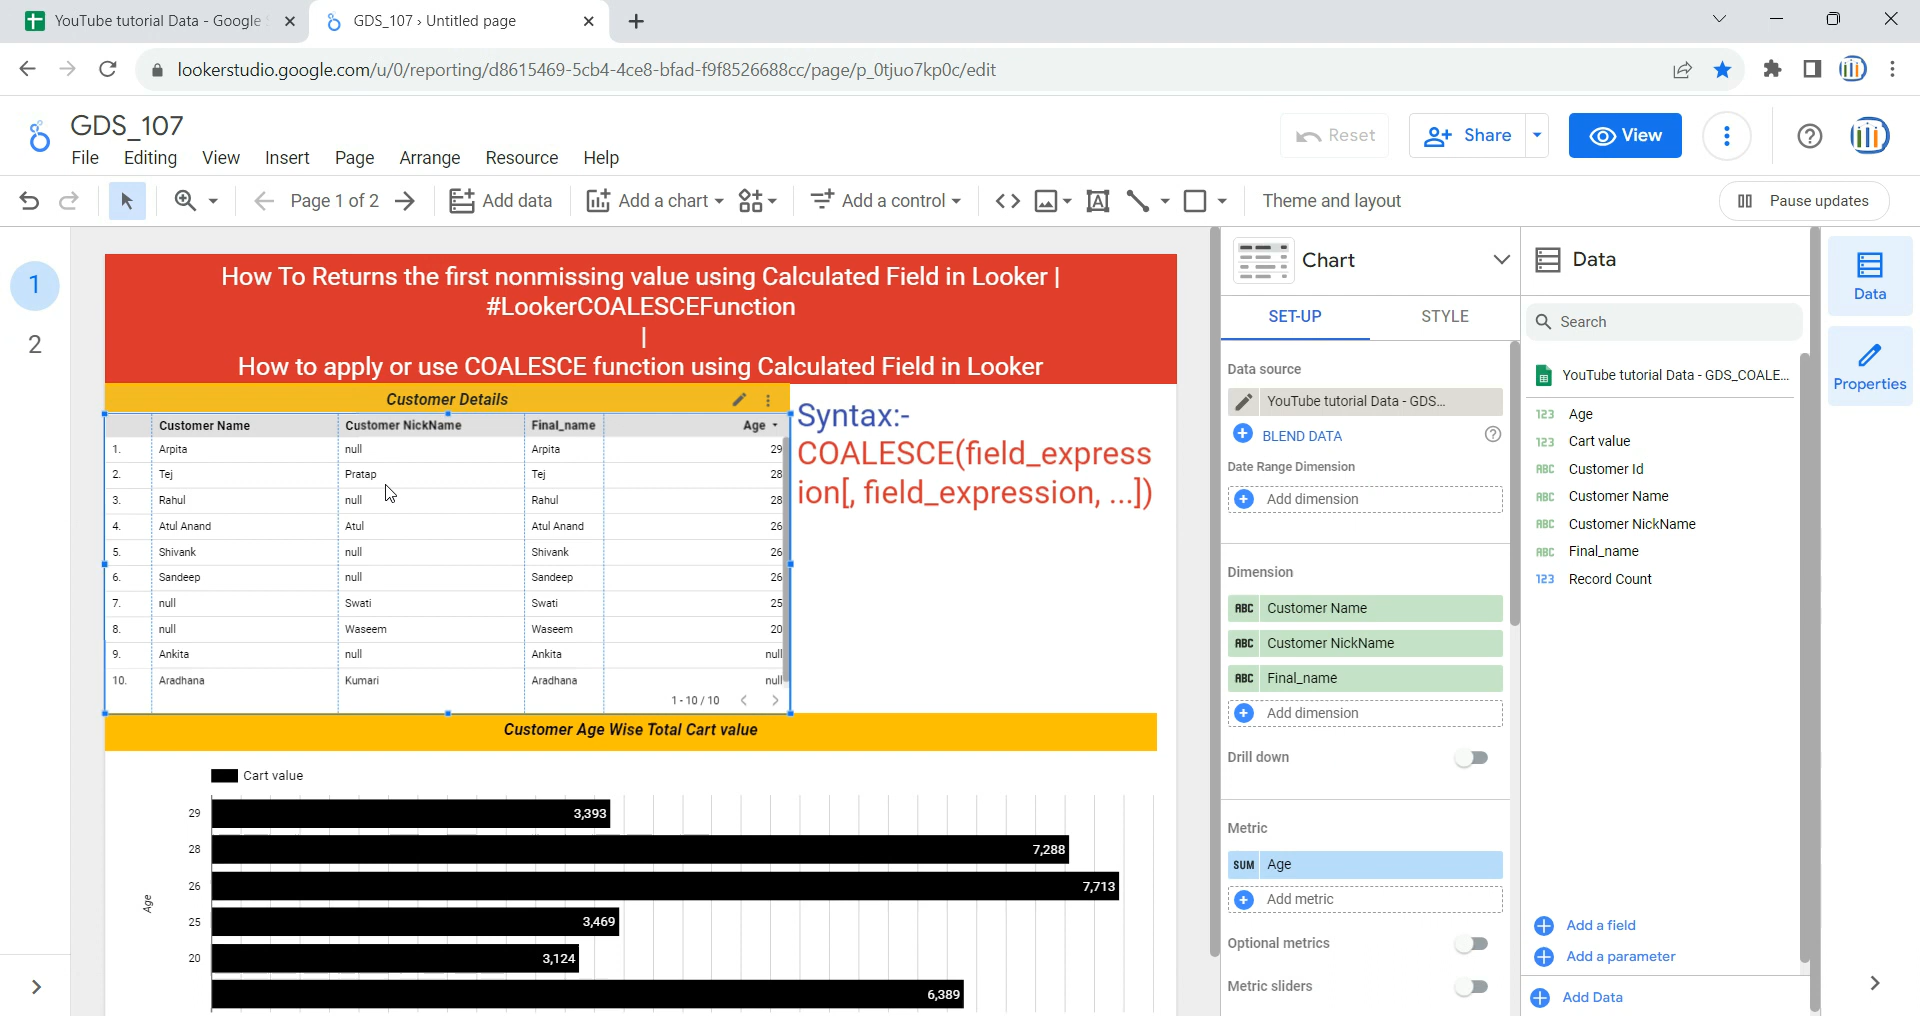 YouTube tutorial Data - Google
GDS_107 › Untitled page
lookerstudio.google.com/u/0/reporting/d8615469-5cb4-4ce8-bfad-f9f8526688cc/page/p_0tjuo7kp0c/edit
GDS_107
Reset
Share
View
File Editing View Insert Page Arrange Resource Help
Page 1 of 2
Add data
Add a chart
Add a control
Theme and layout
Pause updates
1
2
How To Returns the first nonmissing value using Calculated Field in Looker |
#LookerCOALESCEFunction
|
How to apply or use COALESCE function using Calculated Field in Looker
Customer Details
Customer Name Customer NickName Final_name Age
1. Arpita null Arpita 29
2. Tej Pratap Tej 28
3. Rahul null Rahul 28
4. Atul Anand Atul Atul Anand 26
5. Shivank null Shivank 26
6. Sandeep null Sandeep 26
7. null Swati Swati 25
8. null Waseem Waseem 20
9. Ankita null Ankita null
10. Aradhana Kumari Aradhana null
1 - 10 / 10
Syntax:-
COALESCE(field_express
ion[, field_expression, ...])
Customer Age Wise Total Cart value
Cart value
Age
29 3,393
28 7,288
26 7,713
25 3,469
20 3,124
6,389
Chart
SET-UP STYLE
Data source
YouTube tutorial Data - GDS...
BLEND DATA
Date Range Dimension
Add dimension
Dimension
ABC Customer Name
ABC Customer NickName
ABC Final_name
Add dimension
Drill down
Metric
SUM Age
Add metric
Optional metrics
Metric sliders
Data
Search
YouTube tutorial Data - GDS_COALE...
123 Age
123 Cart value
ABC Customer Id
ABC Customer Name
ABC Customer NickName
ABC Final_name
123 Record Count
Add a field
Add a parameter
Add Data
Data
Properties